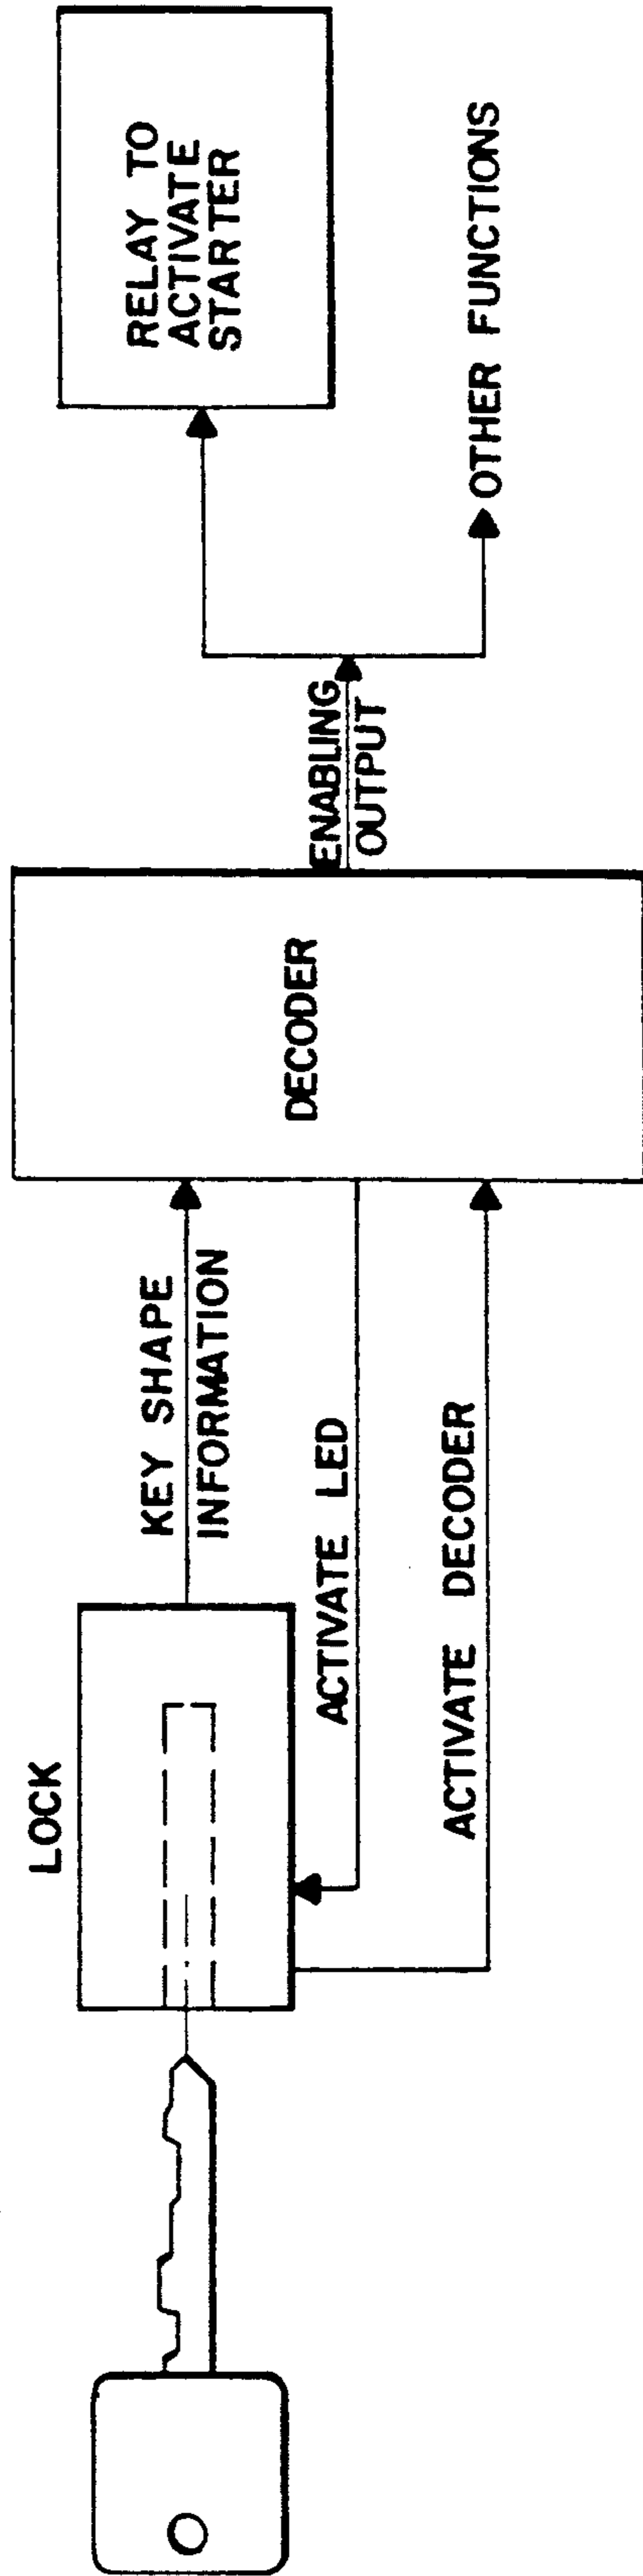 LOCK
KEY SHAPE
INFORMATION
ACTIVATE LED
ACTIVATE DECODER
DECODER
ENABLING
OUTPUT
RELAY TO
ACTIVATE
STARTER
OTHER FUNCTIONS